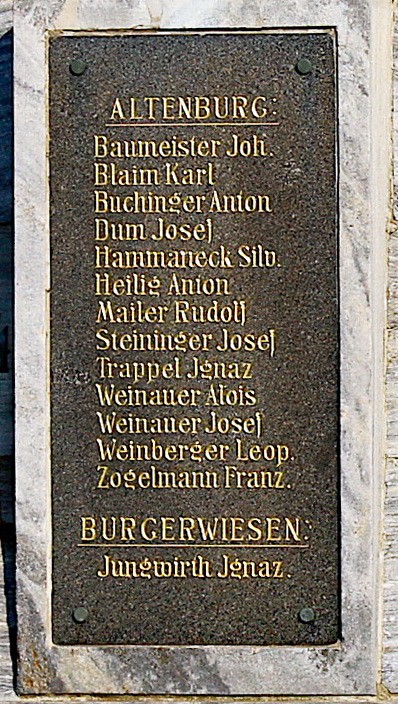 ALTENBURG:
Baumeister Joh.
Blaim Karl
Buchinger Anton
Dum Josef
Hammaneck Silv.
Heilig Anton
Mailer Rudolf
Steininger Josef
Trappel Jgnaz
Weinauer Alois
Weinauer Josef
Weinberger Leop.
Zogelmann Franz.
BURGERWIESEN:
Jungwirth Jgnaz.